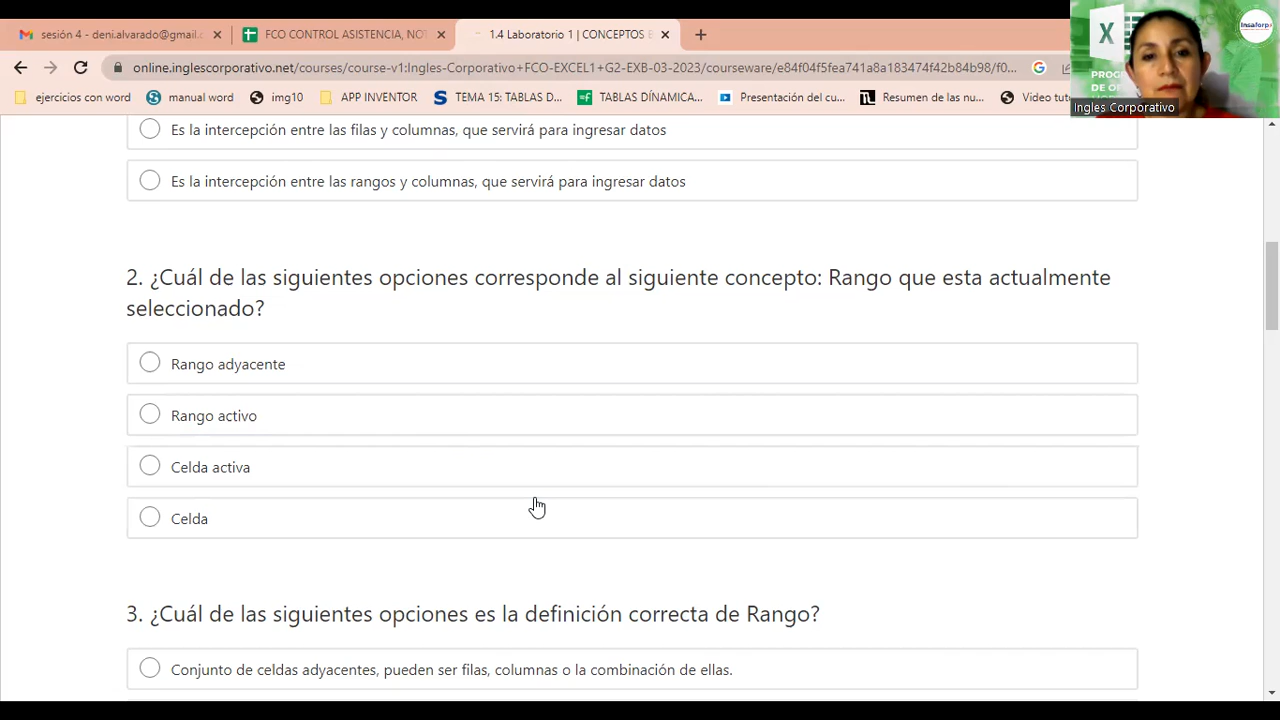 sesión 4 - deni.alvarado@gmail.c
FCO CONTROL ASISTENCIA, NOT
1.4 Laboratorio 1 | CONCEPTOS E
online.inglescorporativo.net/courses/course-v1:Ingles-Corporativo+FCO-EXCEL1+G2-EXB-03-2023/courseware/e84f04f5fea741a8a183474f42b84b98/f0...
ejercicios con word
manual word
img10
APP INVENTOR
TEMA 15: TABLAS D...
TABLAS DÍNAMICA...
Presentación del cu...
Resumen de las nu...
Video tuto
X
PROG
DE O
Insaforp
Ingles Corporativo
Es la intercepción entre las filas y columnas, que servirá para ingresar datos
Es la intercepción entre las rangos y columnas, que servirá para ingresar datos
2. ¿Cuál de las siguientes opciones corresponde al siguiente concepto: Rango que esta actualmente
seleccionado?
Rango adyacente
Rango activo
Celda activa
Celda
3. ¿Cuál de las siguientes opciones es la definición correcta de Rango?
Conjunto de celdas adyacentes, pueden ser filas, columnas o la combinación de ellas.